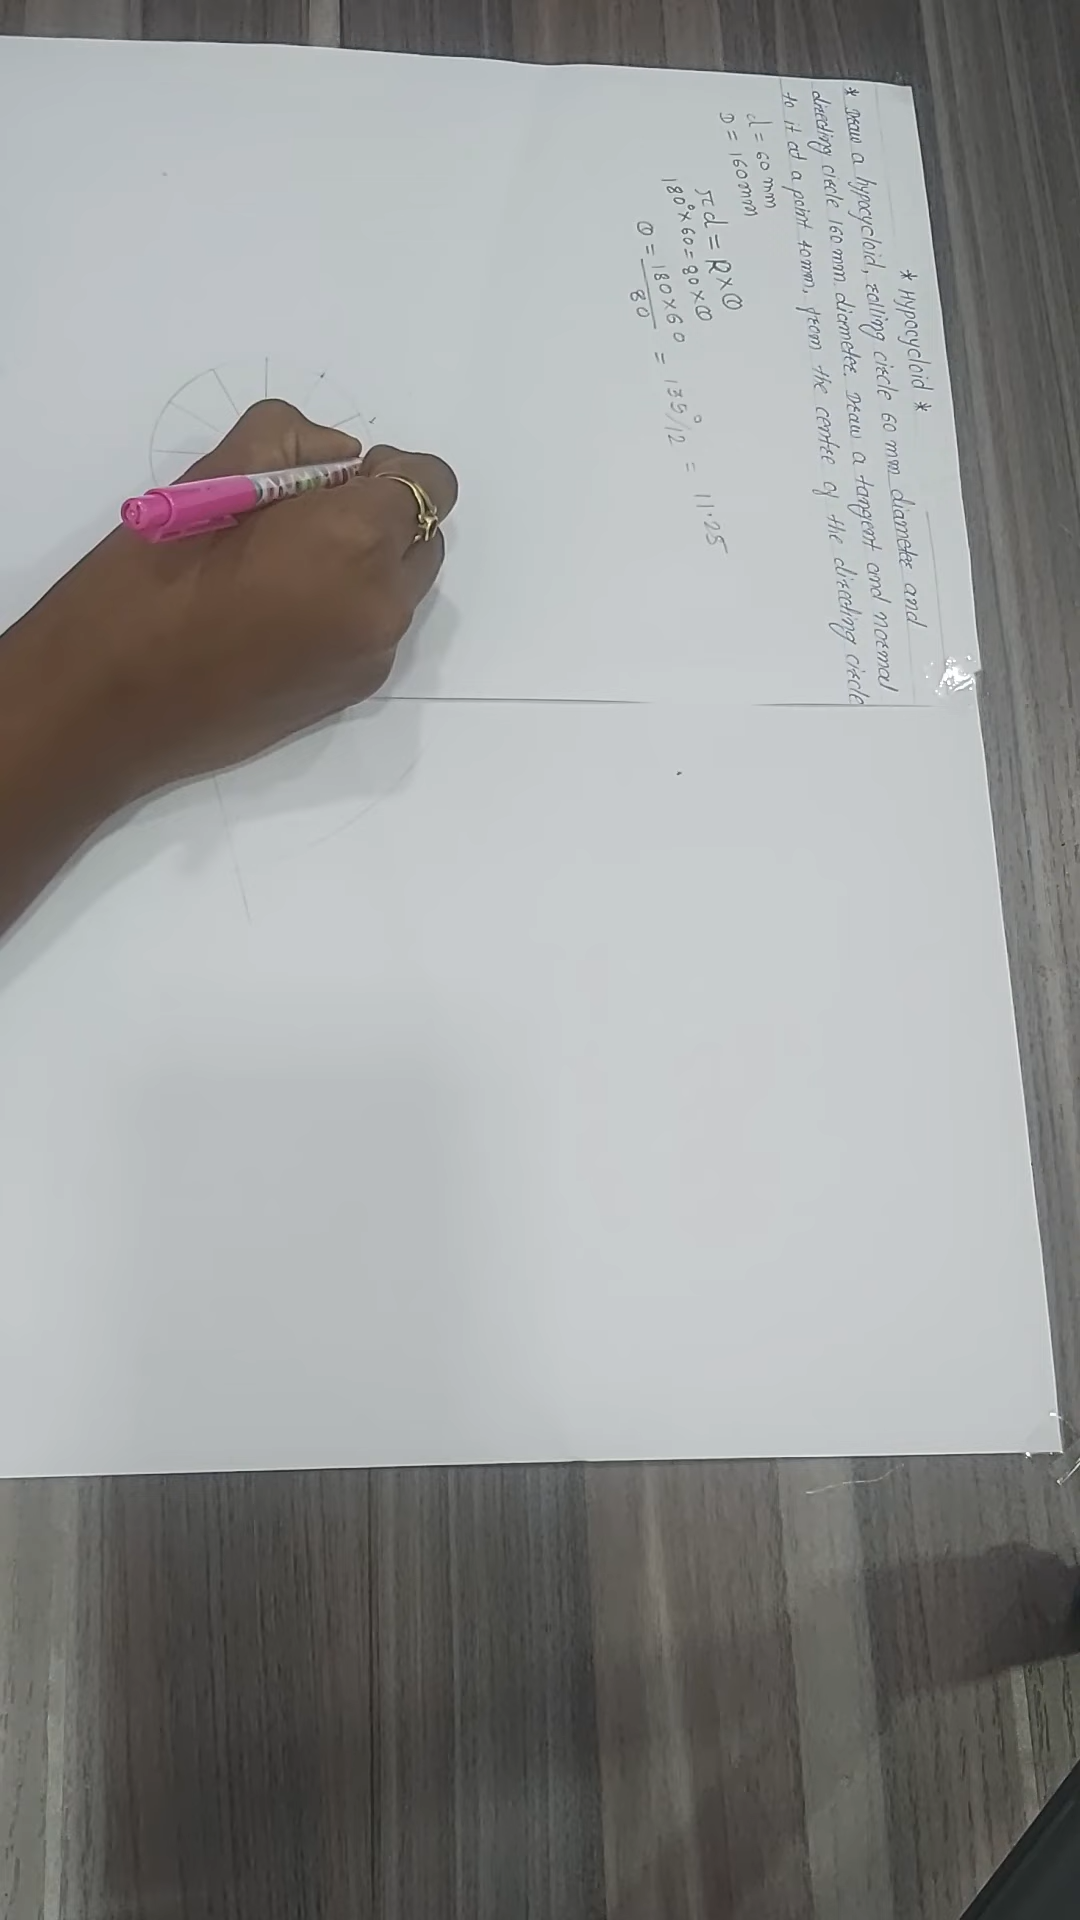 * Hypocycloid *
* Draw a hypocycloid, rolling circle 60 mm diameter and
directing circle 160 mm diameter. Draw a tangent and normal
to it at a point 40mm, from the center of the directing circle
d = 60 mm
D = 160mm
πd = R×θ
180°×60 = 80×θ
θ = 180×60 / 80 = 135°/12 = 11.25